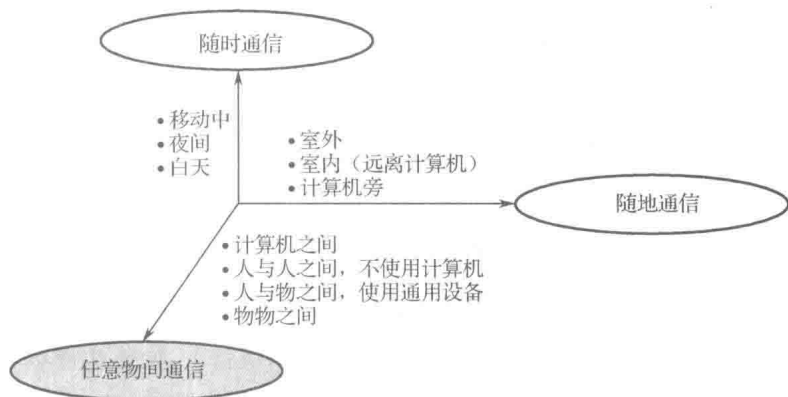 随时通信
•移动中
•夜间
•白天
•室外
•室内（远离计算机）
•计算机旁
随地通信
•计算机之间
•人与人之间，不使用计算机
•人与物之间，使用通用设备
•物物之间
任意物间通信